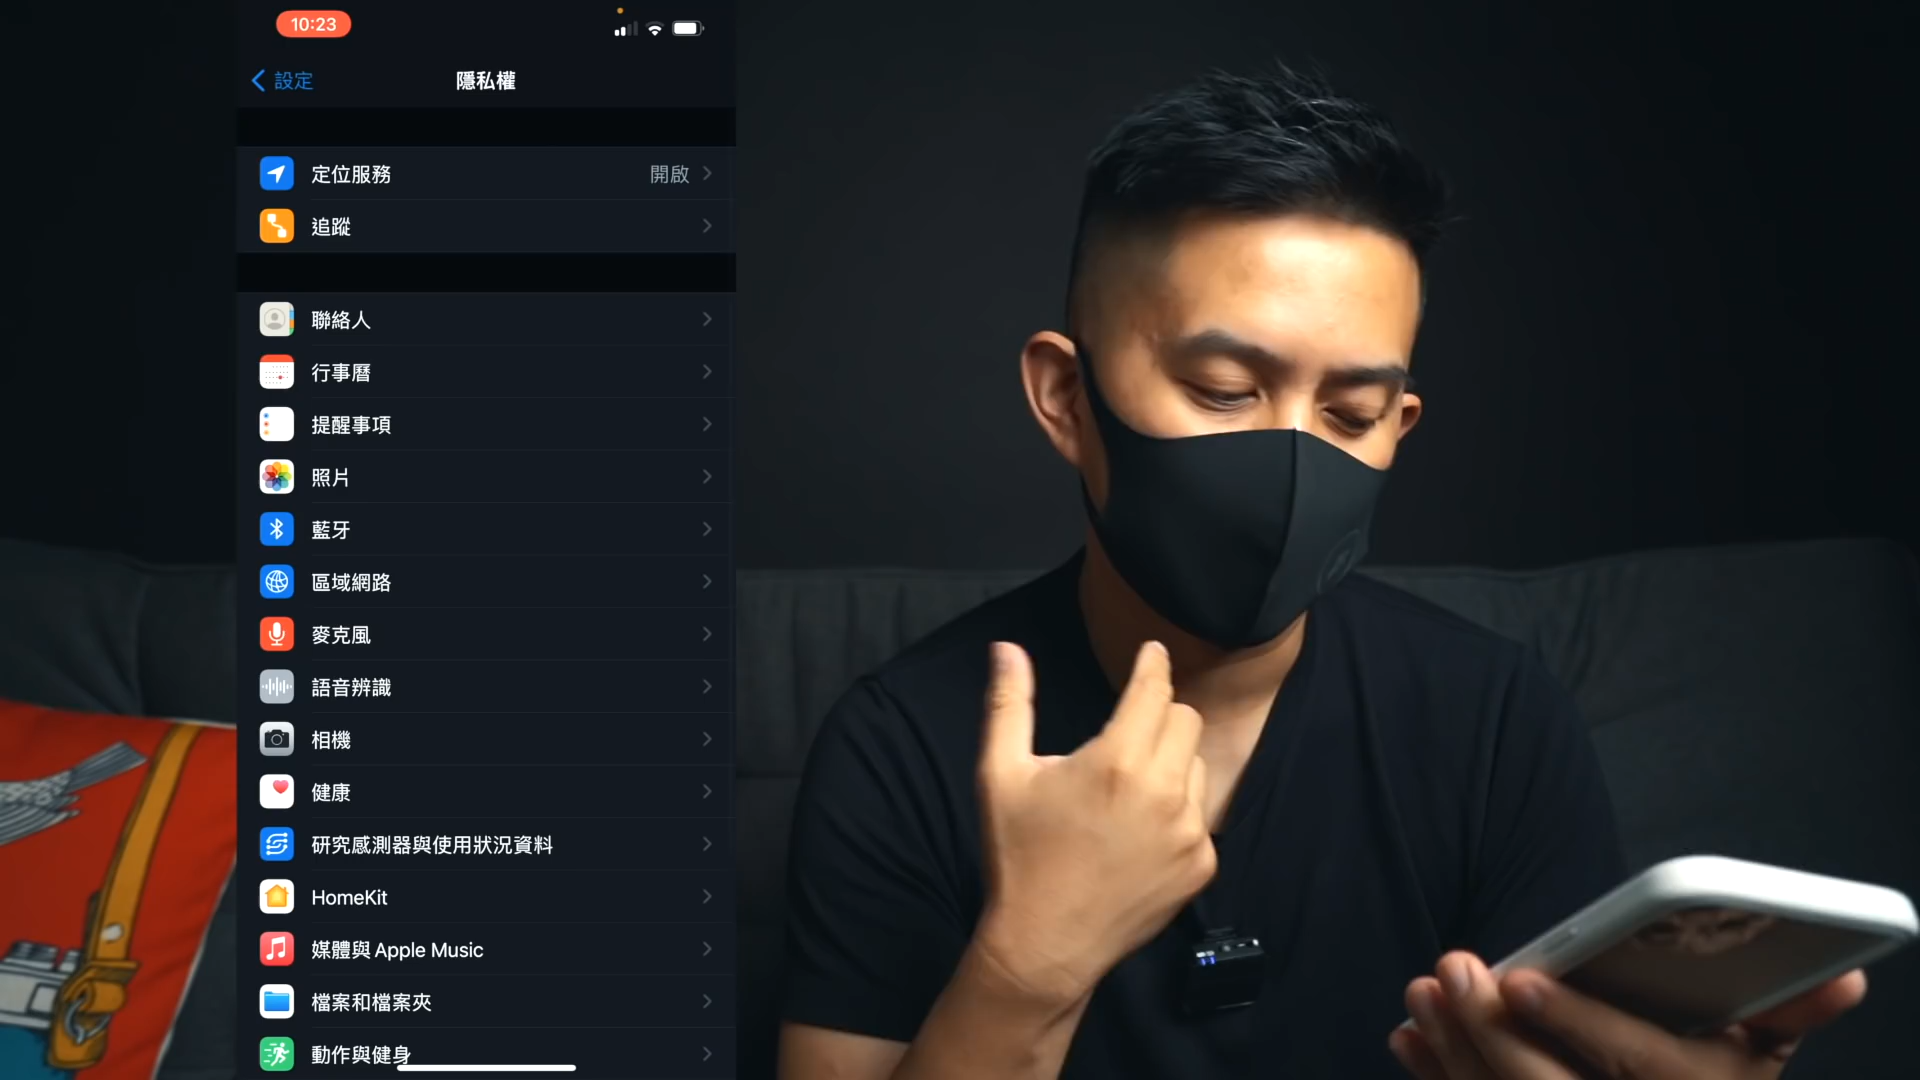 10:23
設定
隱私權
定位服務
開啟
追蹤
聯絡人
行事曆
提醒事項
照片
藍牙
區域網路
麥克風
語音辨識
相機
健康
研究感測器與使用狀況資料
HomeKit
媒體與 Apple Music
檔案和檔案夾
動作與健身